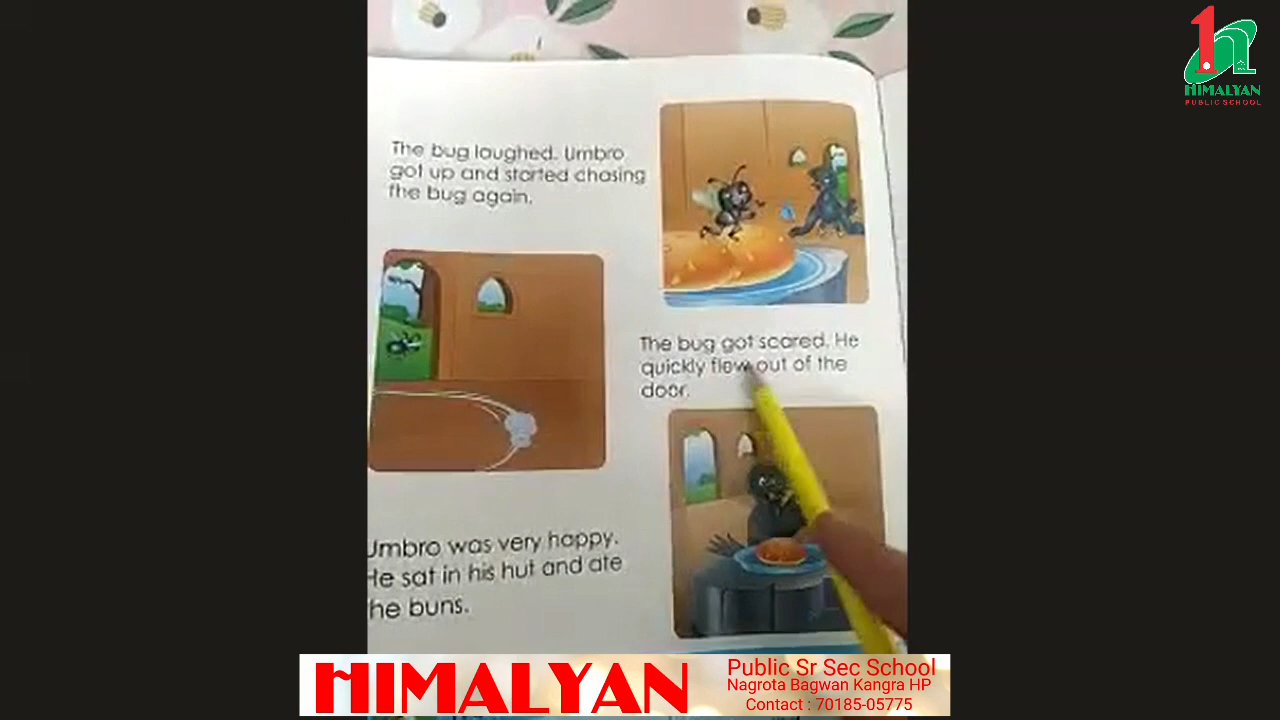 The bug laughed. Umbro
got up and started chasing
the bug again.
The bug got scared. He
quickly flew out of the
door.
Umbro was very happy.
He sat in his hut and ate
the buns.
HIMALYAN
PUBLIC SCHOOL
HIMALYAN
Public Sr Sec School
Nagrota Bagwan Kangra HP
Contact : 70185-05775